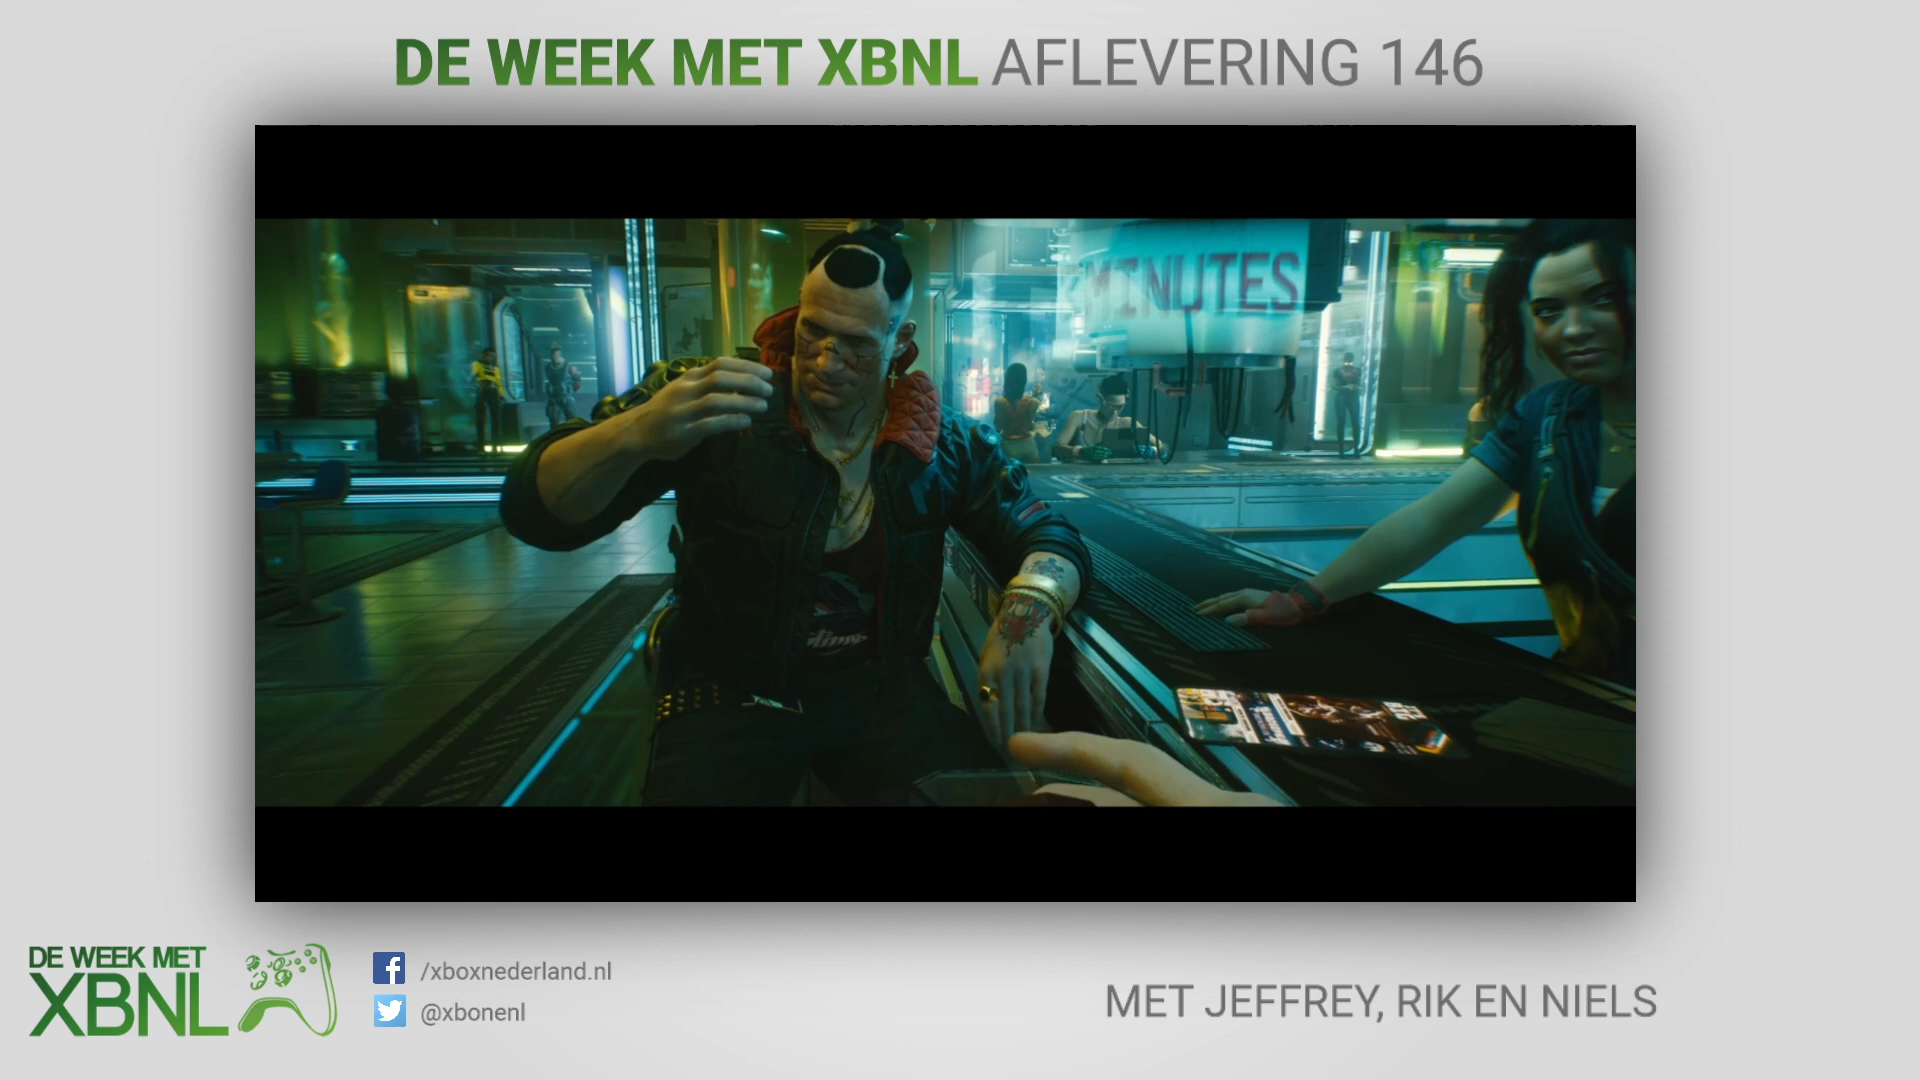 DE WEEK MET XBNL AFLEVERING 146
MINUTES
DE WEEK MET
XBNL
/xboxnederland.nl
@xbonenl
MET JEFFREY, RIK EN NIELS